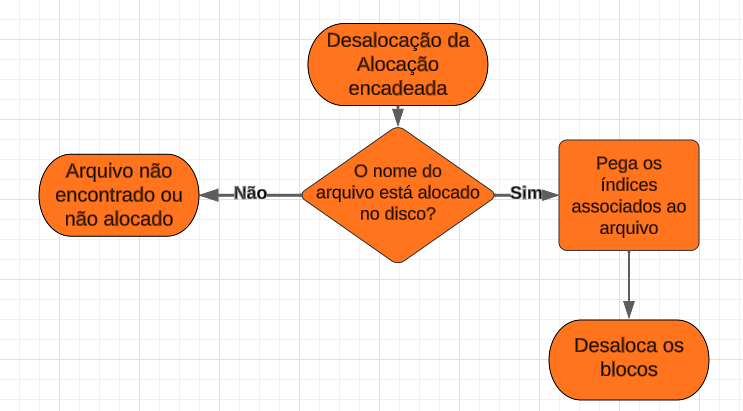 Desalocação da
Alocação
encadeada
Arquivo não
encontrado ou
não alocado
Não
O nome do
arquivo está alocado
no disco?
Sim
Pega os
índices
associados ao
arquivo
Desaloca os
blocos